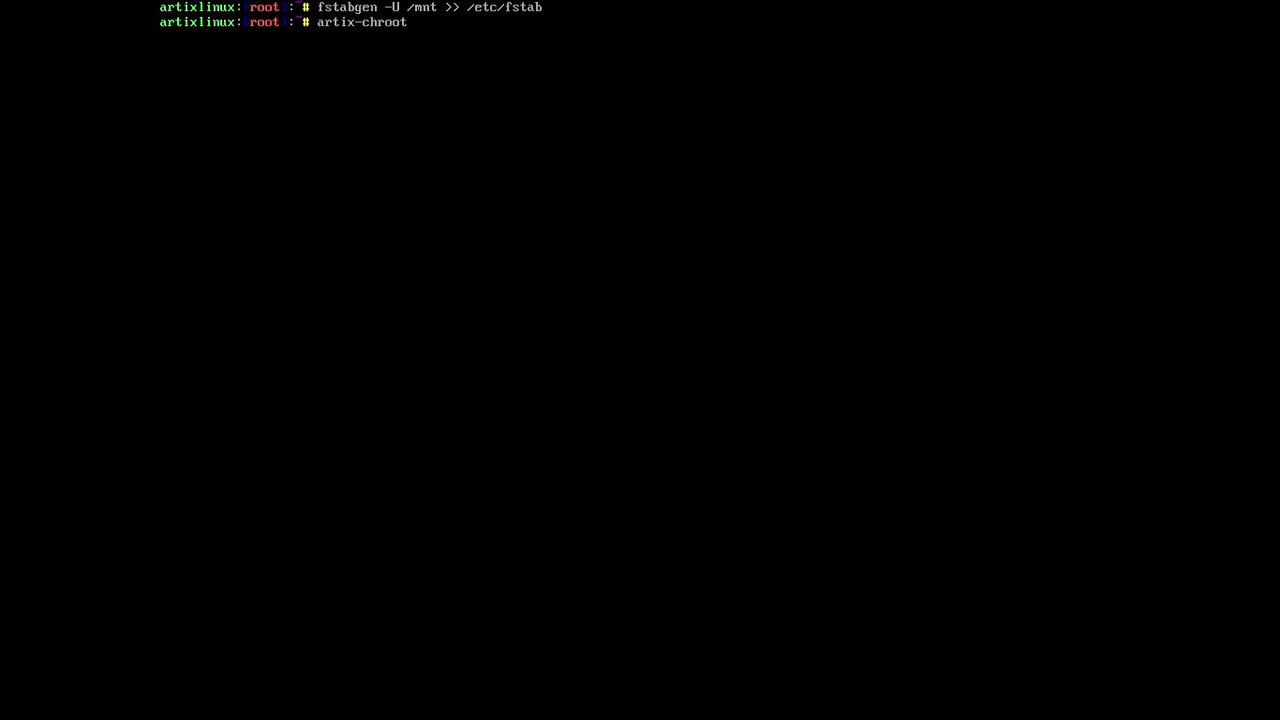 artixlinux:[root]:~# fstabgen -U /mnt >> /etc/fstab
artixlinux:[root]:~# artix-chroot